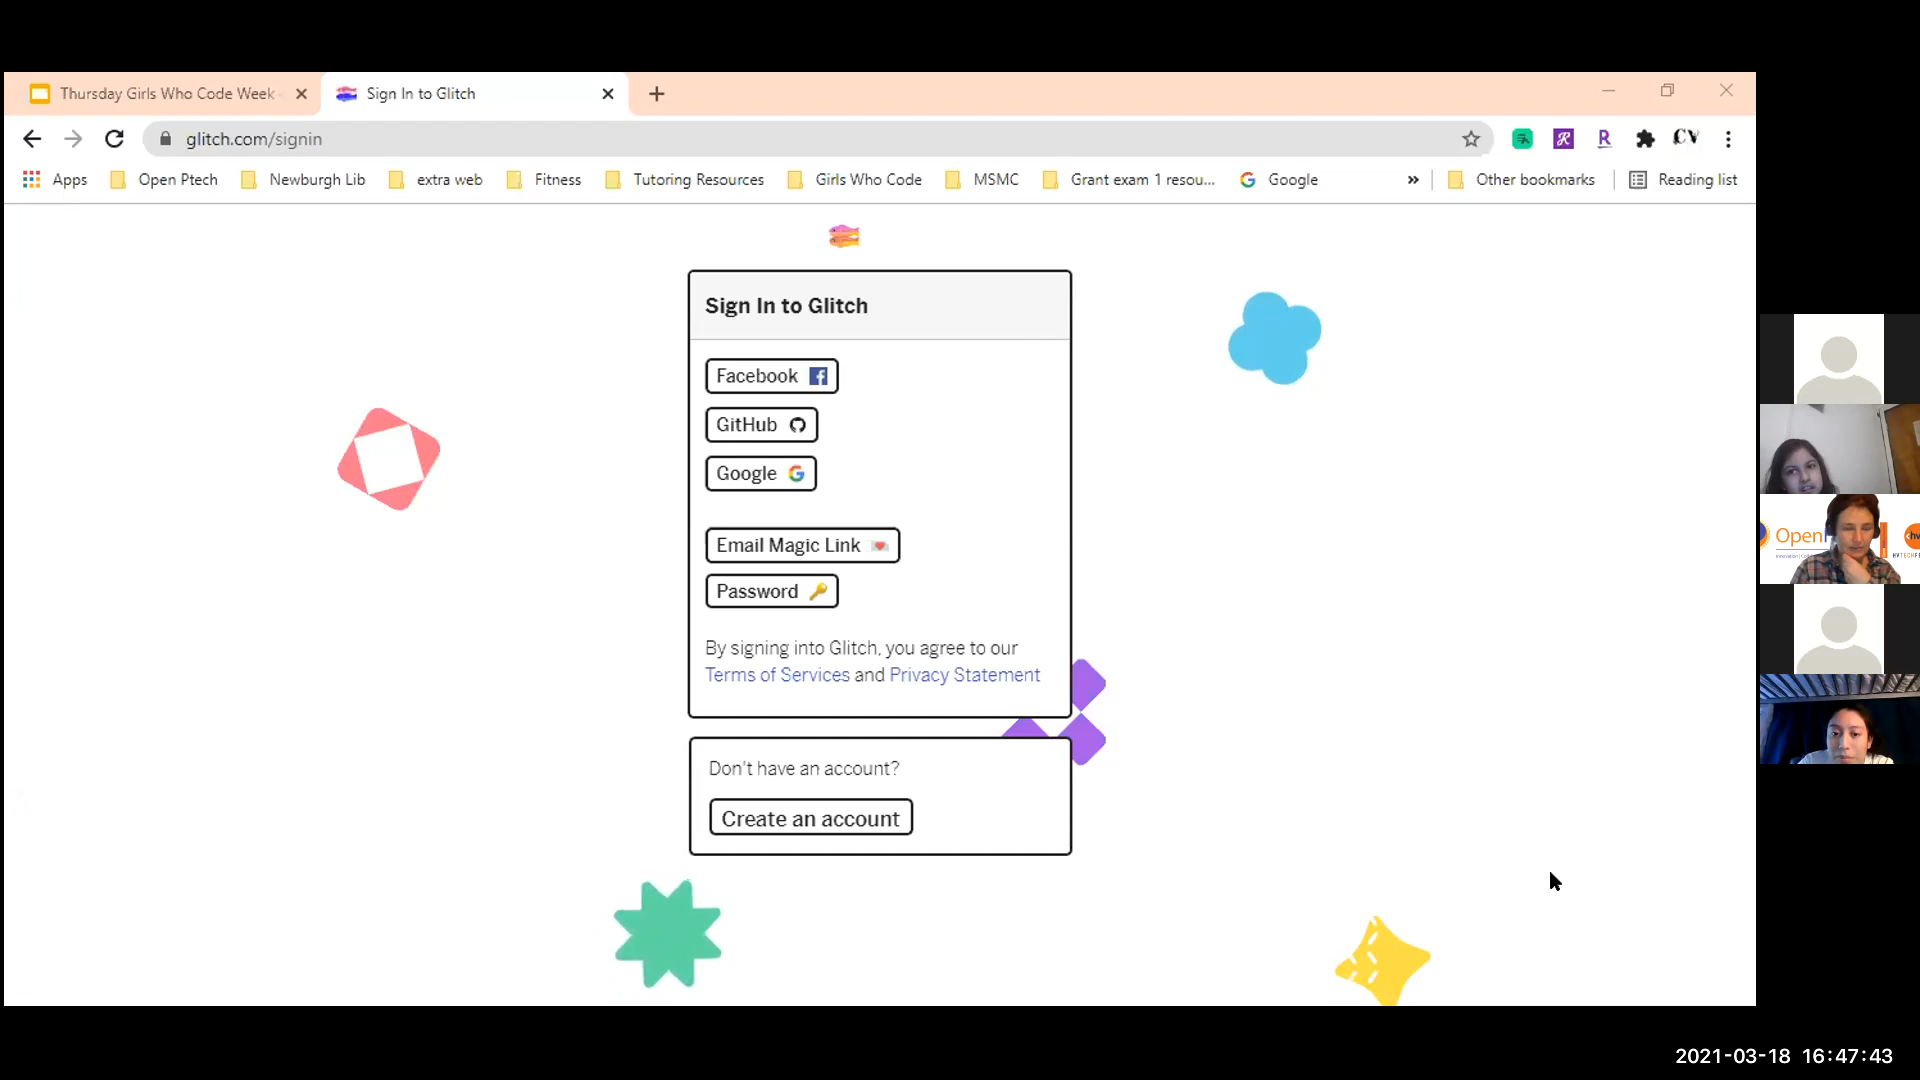 Thursday Girls Who Code Week
Sign In to Glitch
glitch.com/signin
Apps
Open Ptech
Newburgh Lib
extra web
Fitness
Tutoring Resources
Girls Who Code
MSMC
Grant exam 1 resou...
Google
»
Other bookmarks
Reading list
Sign In to Glitch
Facebook
GitHub
Google
Email Magic Link
Password
By signing into Glitch, you agree to our
Terms of Services and Privacy Statement
Don't have an account?
Create an account
Open
2021-03-18 16:47:43